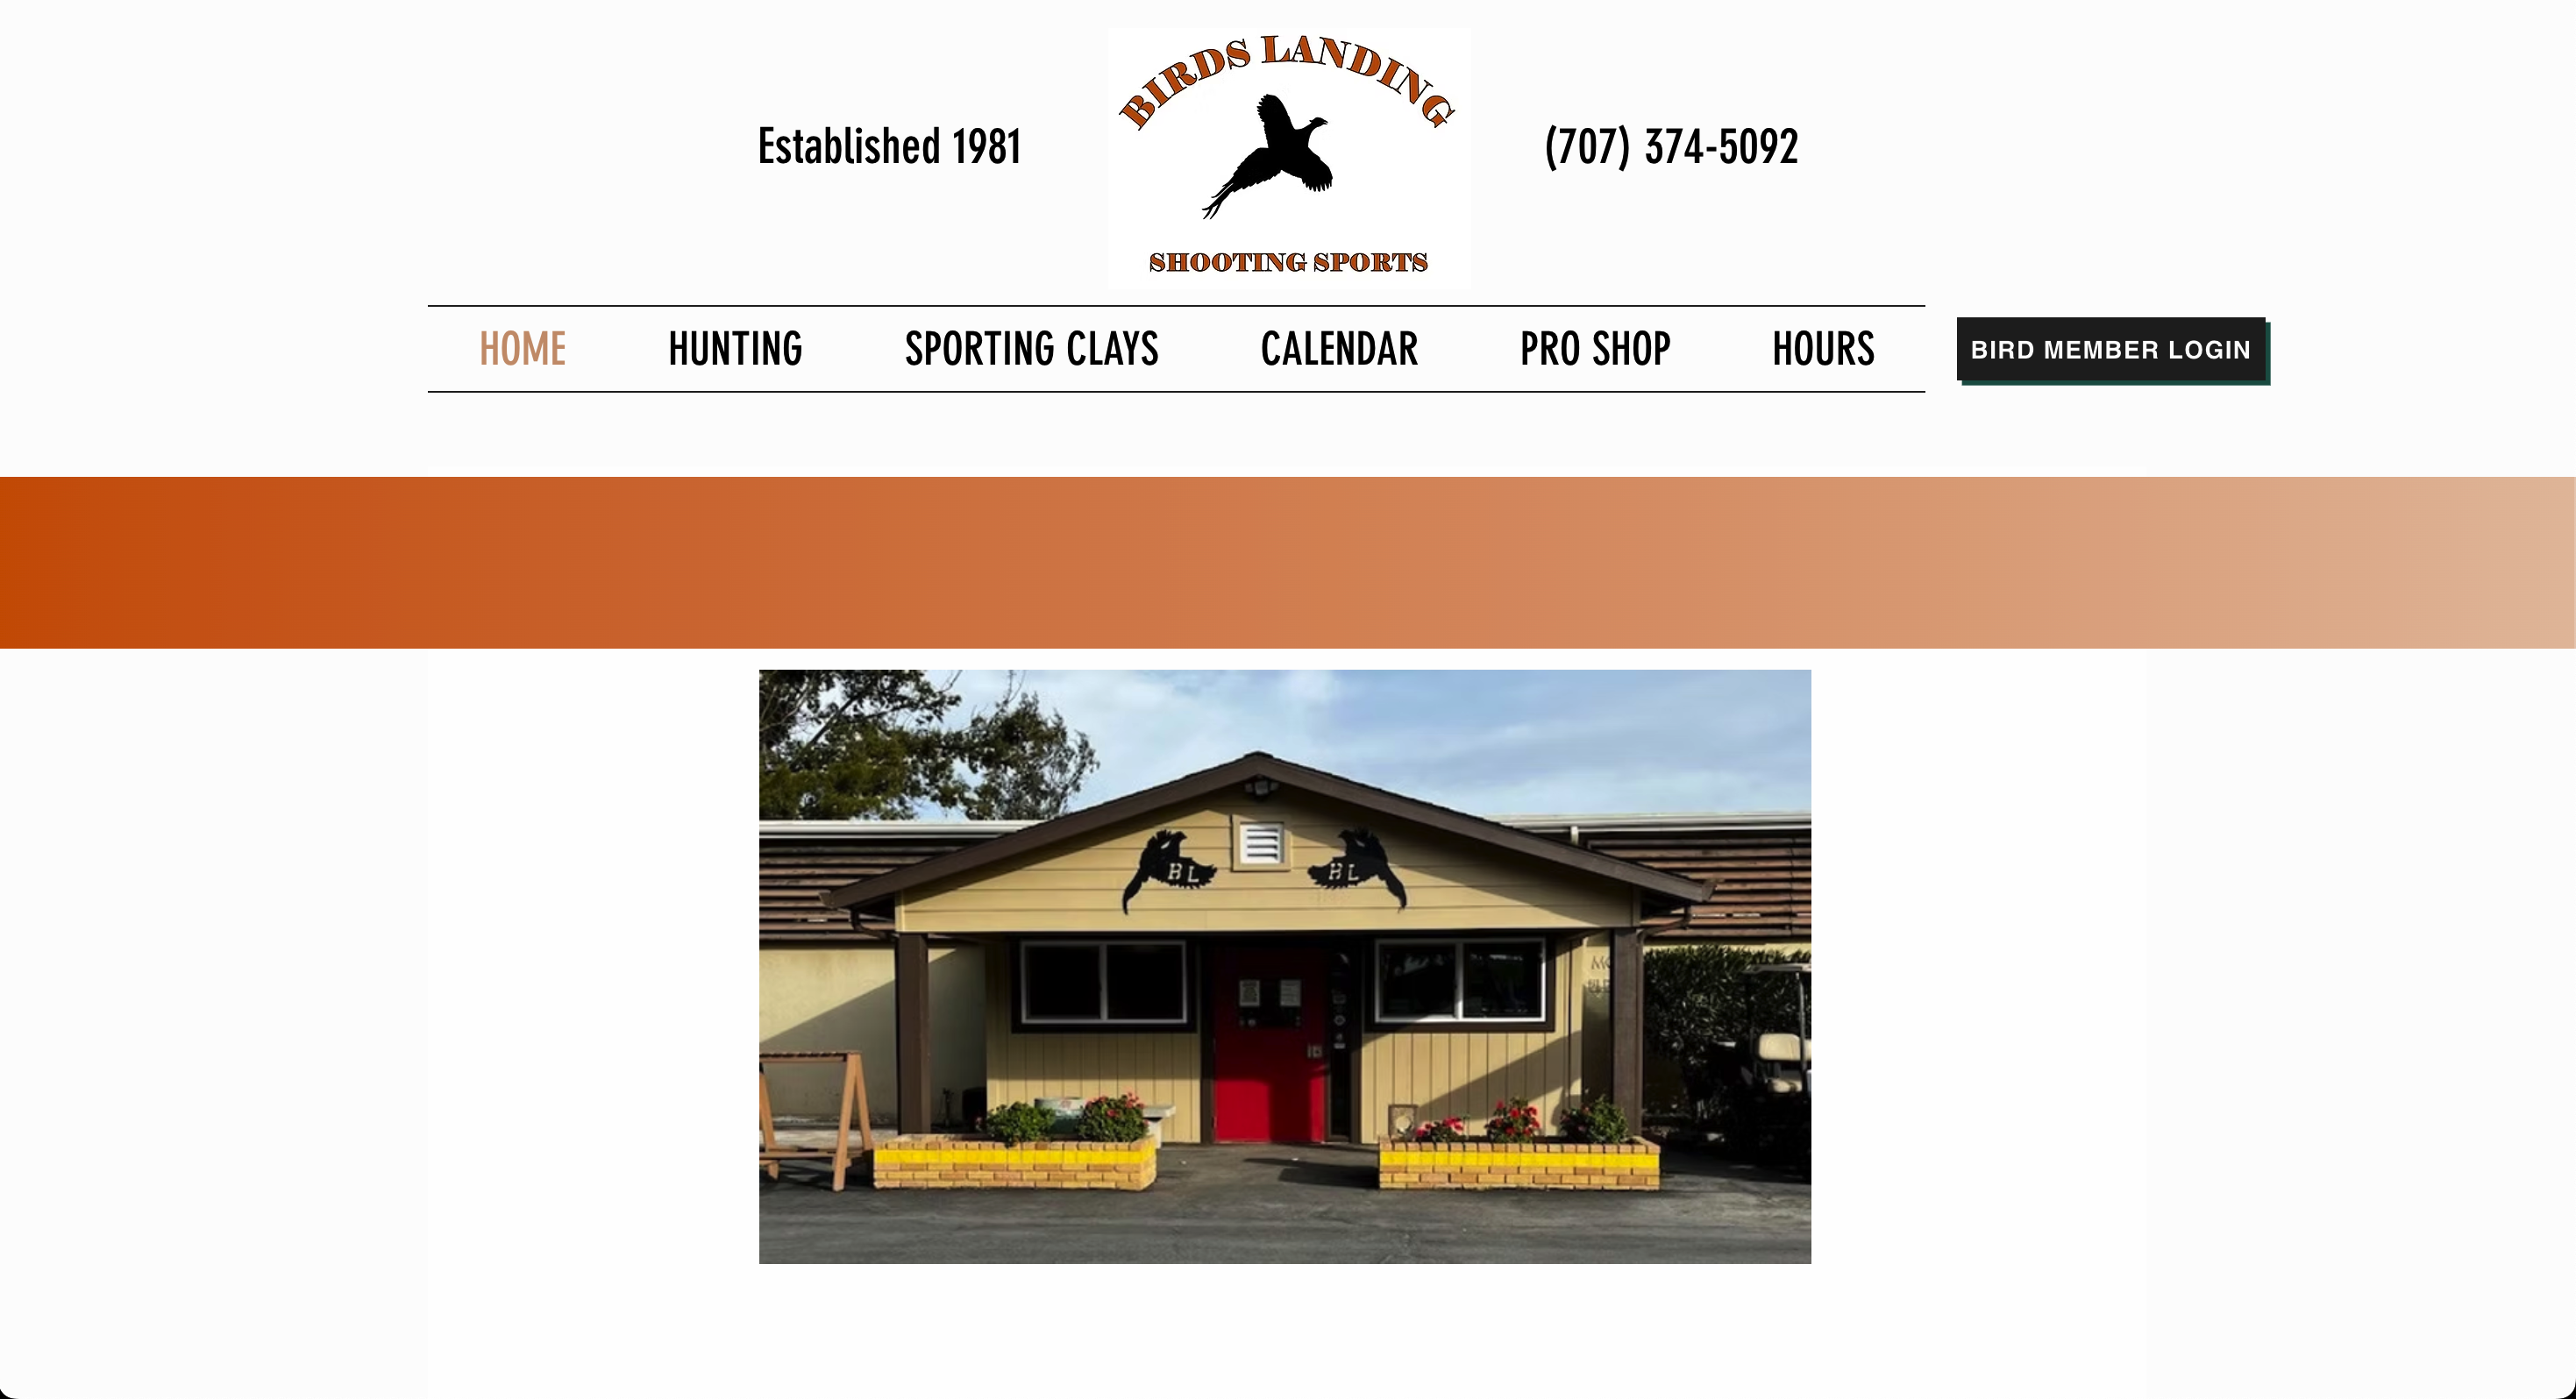 BIRDS LANDING
Established 1981
(707) 374-5092
SHOOTING SPORTS
HOME HUNTING SPORTING CLAYS CALENDAR PRO SHOP HOURS BIRD MEMBER LOGIN
BL BL